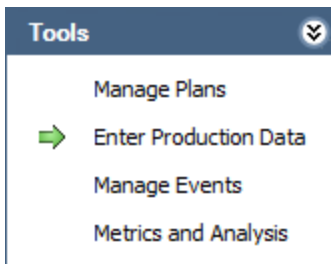 Tools
Manage Plans
Enter Production Data
Manage Events
Metrics and Analysis